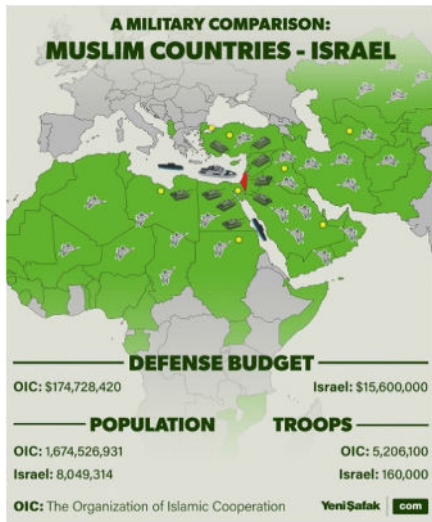 A MILITARY COMPARISON:
MUSLIM COUNTRIES - ISRAEL
DEFENSE BUDGET
OIC: $174,728,420
Israel: $15,600,000
POPULATION
TROOPS
OIC: 1,674,526,931
OIC: 5,206,100
Israel: 8,049,314
Israel: 160,000
OIC: The Organization of Islamic Cooperation
YeniŞafak com